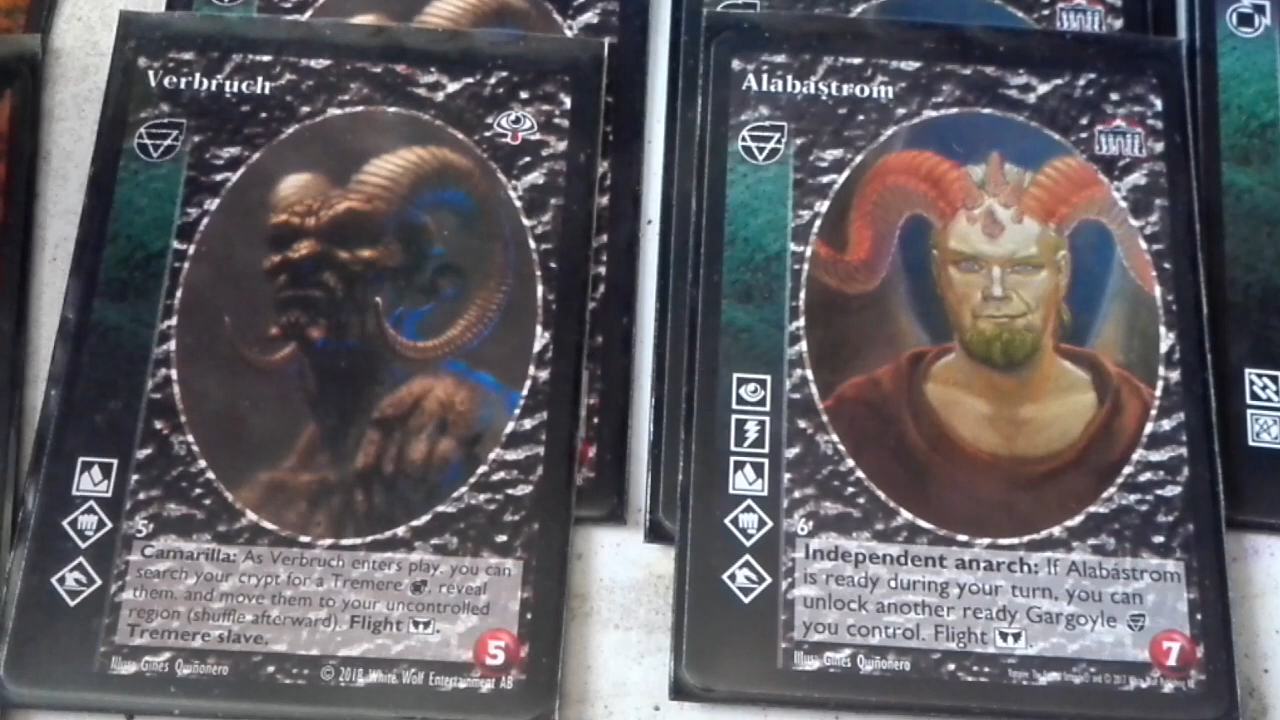 Verbruch
5
Camarilla: As Verbruch enters play, you can
search your crypt for a Tremere , reveal
them, and move them to your uncontrolled
region (shuffle afterward). Flight .
Tremere slave.
5
Illus: Ginés Quiñonero
© 2018 White Wolf Entertainment AB
Alabástrom
6
Independent anarch: If Alabástrom
is ready during your turn, you can
unlock another ready Gargoyle
you control. Flight .
7
Illus: Ginés Quiñonero